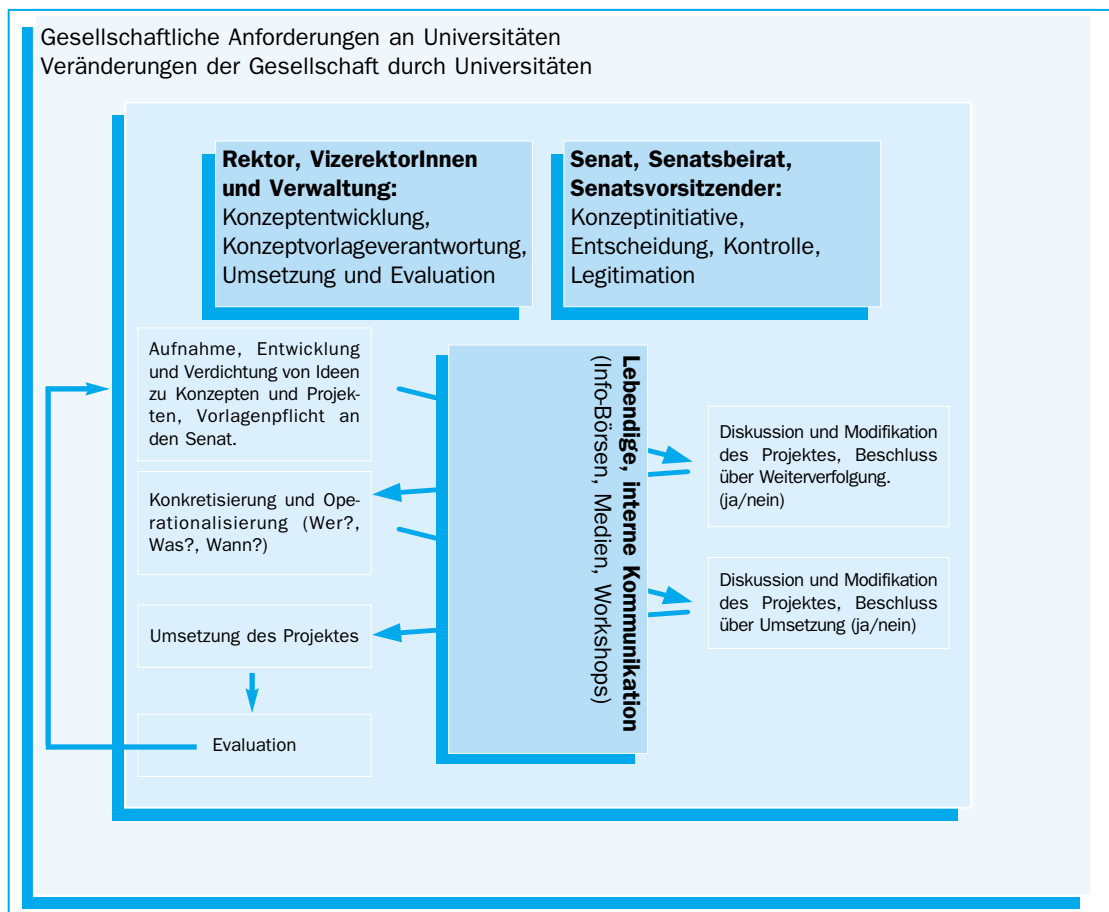 Gesellschaftliche Anforderungen an Universitäten
Veränderungen der Gesellschaft durch Universitäten
Rektor, VizerektorInnen
und Verwaltung:
Konzeptentwicklung,
Konzeptvorlageverantwortung,
Umsetzung und Evaluation
Senat, Senatsbeirat,
Senatsvorsitzender:
Konzeptinitiative,
Entscheidung, Kontrolle,
Legitimation
Aufnahme, Entwicklung
und Verdichtung von Ideen
zu Konzepten und Projek-
ten, Vorlagenpflicht an
den Senat.
Konkretisierung und Ope-
rationalisierung (Wer?,
Was?, Wann?)
Umsetzung des Projektes
Evaluation
Lebendige, interne Kommunikation
(Info-Börsen, Medien, Workshops)
Diskussion und Modifikation
des Projektes, Beschluss
über Weiterverfolgung.
(ja/nein)
Diskussion und Modifikation
des Projektes, Beschluss
über Umsetzung (ja/nein)